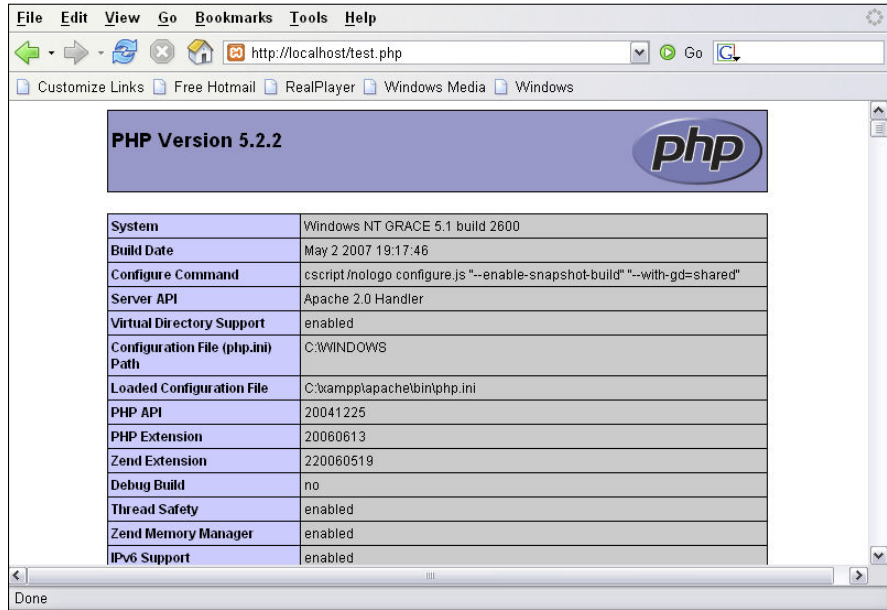 File Edit View Go Bookmarks Tools Help
http://localhost/test.php Go G
Customize Links Free Hotmail RealPlayer Windows Media Windows
PHP Version 5.2.2
php
System Windows NT GRACE 5.1 build 2600
Build Date May 2 2007 19:17:46
Configure Command cscript /nologo configure.js "--enable-snapshot-build" "--with-gd=shared"
Server API Apache 2.0 Handler
Virtual Directory Support enabled
Configuration File (php.ini) C:\WINDOWS
Path
Loaded Configuration File C:\xampp\apache\bin\php.ini
PHP API 20041225
PHP Extension 20060613
Zend Extension 220060519
Debug Build no
Thread Safety enabled
Zend Memory Manager enabled
IPv6 Support enabled
Done